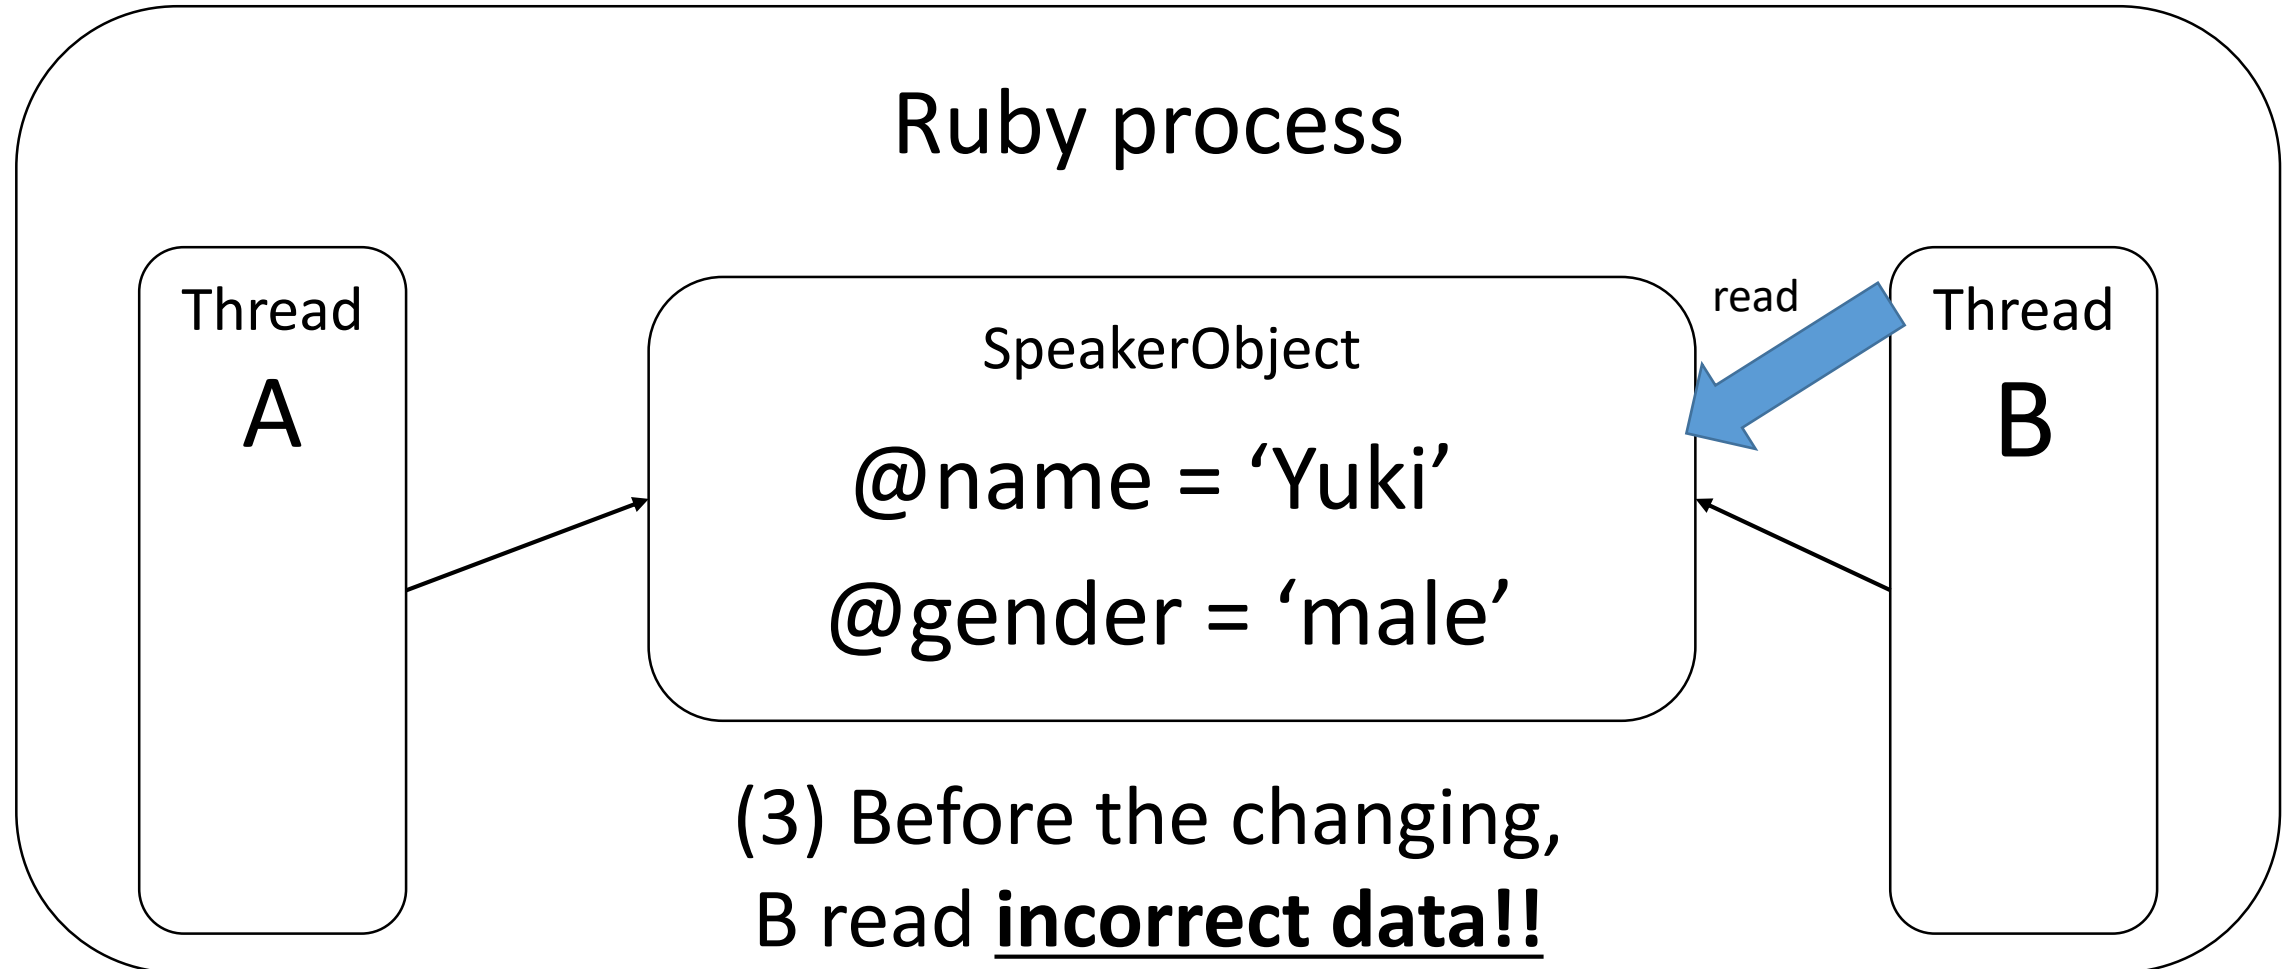 Ruby process
Thread
A
SpeakerObject
@name = ‘Yuki’
@gender = ‘male’
read
Thread
B
(3) Before the changing,
B read incorrect data!!